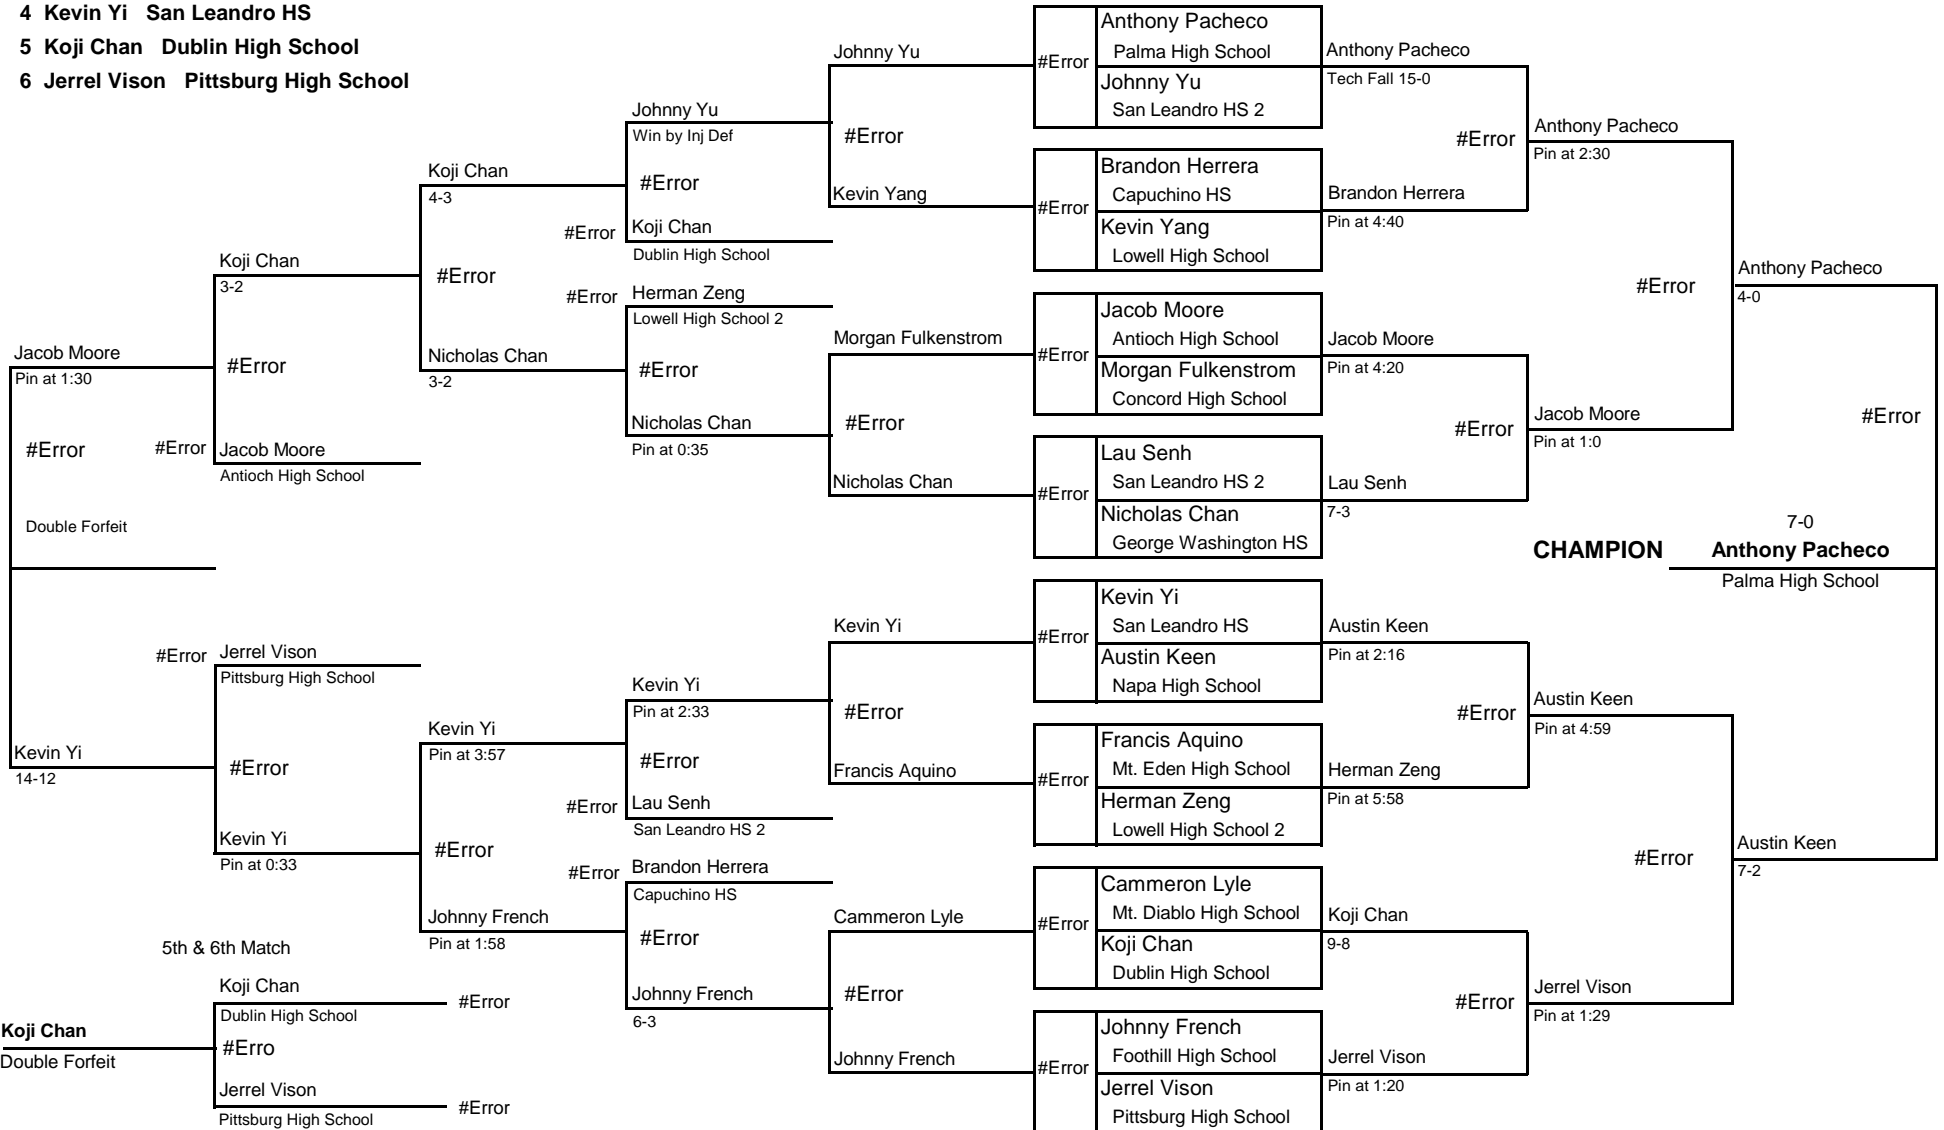 4 Kevin Yi San Leandro HS
5 Koji Chan Dublin High School
6 Jerrel Vison Pittsburg High School
Jacob Moore
Pin at 1:30
#Error
Double Forfeit
Kevin Yi
14-12
Koji Chan
3-2
#Error
#Error
Jacob Moore
Antioch High School
#Error
Jerrel Vison
Pittsburg High School
#Error
Kevin Yi
Pin at 0:33
5th & 6th Match
Koji Chan
#Error
Dublin High School
Koji Chan
#Erro
Double Forfeit
Jerrel Vison
#Error
Pittsburg High School
Koji Chan
4-3
#Error
Nicholas Chan
3-2
Kevin Yi
Pin at 3:57
#Error
Johnny French
Pin at 1:58
Johnny Yu
Win by Inj Def
#Error
#Error
Koji Chan
Dublin High School
#Error
Herman Zeng
Lowell High School 2
#Error
Nicholas Chan
Pin at 0:35
Kevin Yi
Pin at 2:33
#Error
#Error
Lau Senh
San Leandro HS 2
#Error
Brandon Herrera
Capuchino HS
#Error
Johnny French
6-3
Johnny Yu
#Error
Kevin Yang
Morgan Fulkenstrom
#Error
Nicholas Chan
Kevin Yi
#Error
Francis Aquino
Cammeron Lyle
#Error
Johnny French
#Error
Anthony Pacheco
Palma High School
Johnny Yu
San Leandro HS 2
#Error
Brandon Herrera
Capuchino HS
Kevin Yang
Lowell High School
#Error
Jacob Moore
Antioch High School
Morgan Fulkenstrom
Concord High School
#Error
Lau Senh
San Leandro HS 2
Nicholas Chan
George Washington HS
#Error
Kevin Yi
San Leandro HS
Austin Keen
Napa High School
#Error
Francis Aquino
Mt. Eden High School
Herman Zeng
Lowell High School 2
#Error
Cammeron Lyle
Mt. Diablo High School
Koji Chan
Dublin High School
#Error
Johnny French
Foothill High School
Jerrel Vison
Pittsburg High School
Anthony Pacheco
Tech Fall 15-0
#Error
Brandon Herrera
Pin at 4:40
Jacob Moore
Pin at 4:20
#Error
Lau Senh
7-3
Austin Keen
Pin at 2:16
#Error
Herman Zeng
Pin at 5:58
Koji Chan
9-8
#Error
Jerrel Vison
Pin at 1:20
Anthony Pacheco
Pin at 2:30
#Error
Jacob Moore
Pin at 1:0
Austin Keen
Pin at 4:59
#Error
Jerrel Vison
Pin at 1:29
Anthony Pacheco
4-0
#Error
7-0
CHAMPION Anthony Pacheco
Palma High School
Austin Keen
7-2